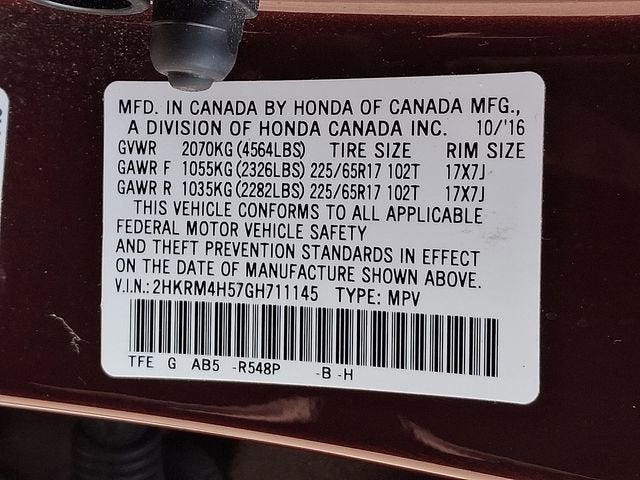 MFD. IN CANADA BY HONDA OF CANADA MFG.,
A DIVISION OF HONDA CANADA INC. 10/'16
GVWR 2070KG(4564LBS) TIRE SIZE RIM SIZE
GAWR F 1055KG(2326LBS) 225/65R17 102T 17X7J
GAWR R 1035KG(2282LBS) 225/65R17 102T 17X7J
THIS VEHICLE CONFORMS TO ALL APPLICABLE
FEDERAL MOTOR VEHICLE SAFETY
AND THEFT PREVENTION STANDARDS IN EFFECT
ON THE DATE OF MANUFACTURE SHOWN ABOVE.
V.I.N.:2HKRM4H57GH711145 TYPE: MPV
TFE G AB5 -R548P -B -H